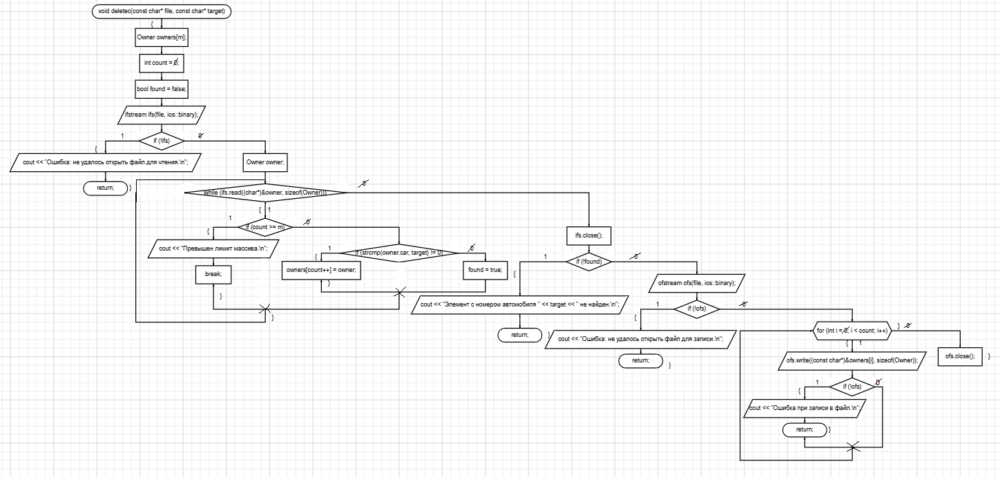 void deletec(const char* file, const char* target)
{
Owner owners[m];
int count = 0;
bool found = false;
ifstream ifs(file, ios::binary);
if (!ifs)
1
0
{
cout << "Ошибка: не удалось открыть файл для чтения.\n";
return;
}
Owner owner;
while (ifs.read((char*)&owner, sizeof(Owner)))
0
{
1
if (count >= m)
1
0
{
cout << "Превышен лимит массива.\n";
break;
}
if (strcmp(owner.car, target) != 0)
1
0
{
owners[count++] = owner;
}
found = true;
}
ifs.close();
if (!found)
1
0
{
cout << "Элемент с номером автомобиля " << target << " не найден.\n";
return;
}
ofstream ofs(file, ios::binary);
if (!ofs)
1
0
{
cout << "Ошибка: не удалось открыть файл для записи.\n";
return;
}
for (int i = 0; i < count; i++)
}
0
{
1
ofs.write((const char*)&owners[i], sizeof(Owner));
if (!ofs)
1
0
{
cout << "Ошибка при записи в файл.\n";
return;
}
ofs.close();
}